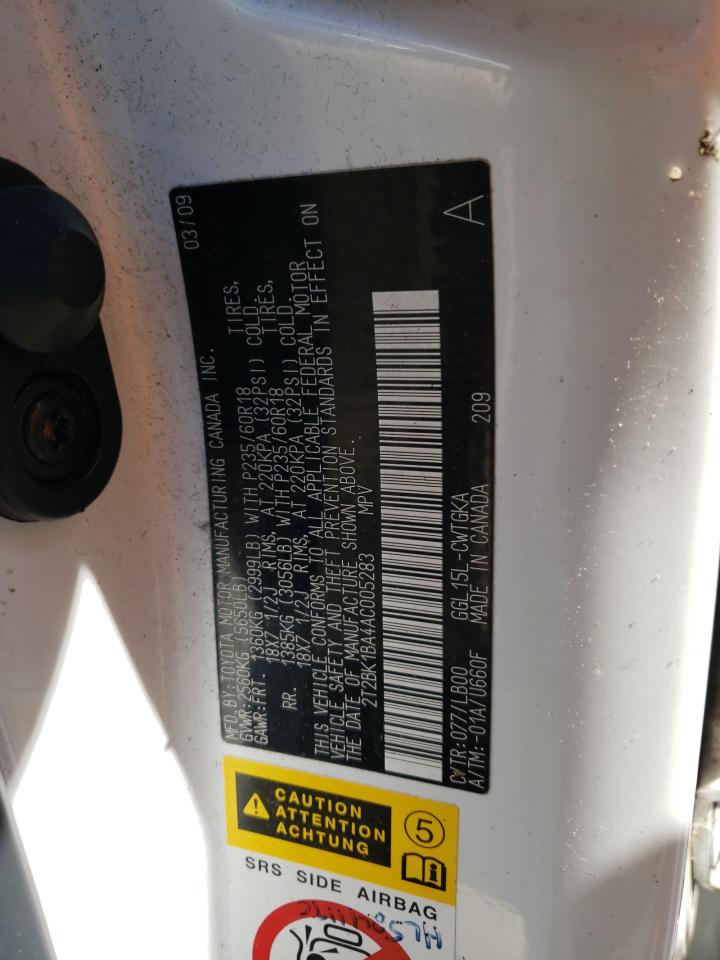 MFD. BY: TOYOTA MOTOR MANUFACTURING CANADA INC. 03/09
GVWR: 2560KG (5650LB)
GAWR: FRT. 1360KG (2999LB) WITH P235/60R18 TIRES,
18X7 1/2J RIMS, AT 220KPA (32PSI) COLD.
RR. 1385KG (3056LB) WITH P235/60R18 TIRES,
18X7 1/2J RIMS, AT 220KPA (32PSI) COLD.
THIS VEHICLE CONFORMS TO ALL APPLICABLE FEDERAL MOTOR
VEHICLE SAFETY AND THEFT PREVENTION STANDARDS IN EFFECT ON
THE DATE OF MANUFACTURE SHOWN ABOVE.
2T2BK1BA4AC005283 MPV
C/TR: 077/LB00 GGL15L-CWTGKA 209 A
A/TM: -01A/U660F MADE IN CANADA
CAUTION
ATTENTION
ACHTUNG
5
i
SRS SIDE AIRBAG